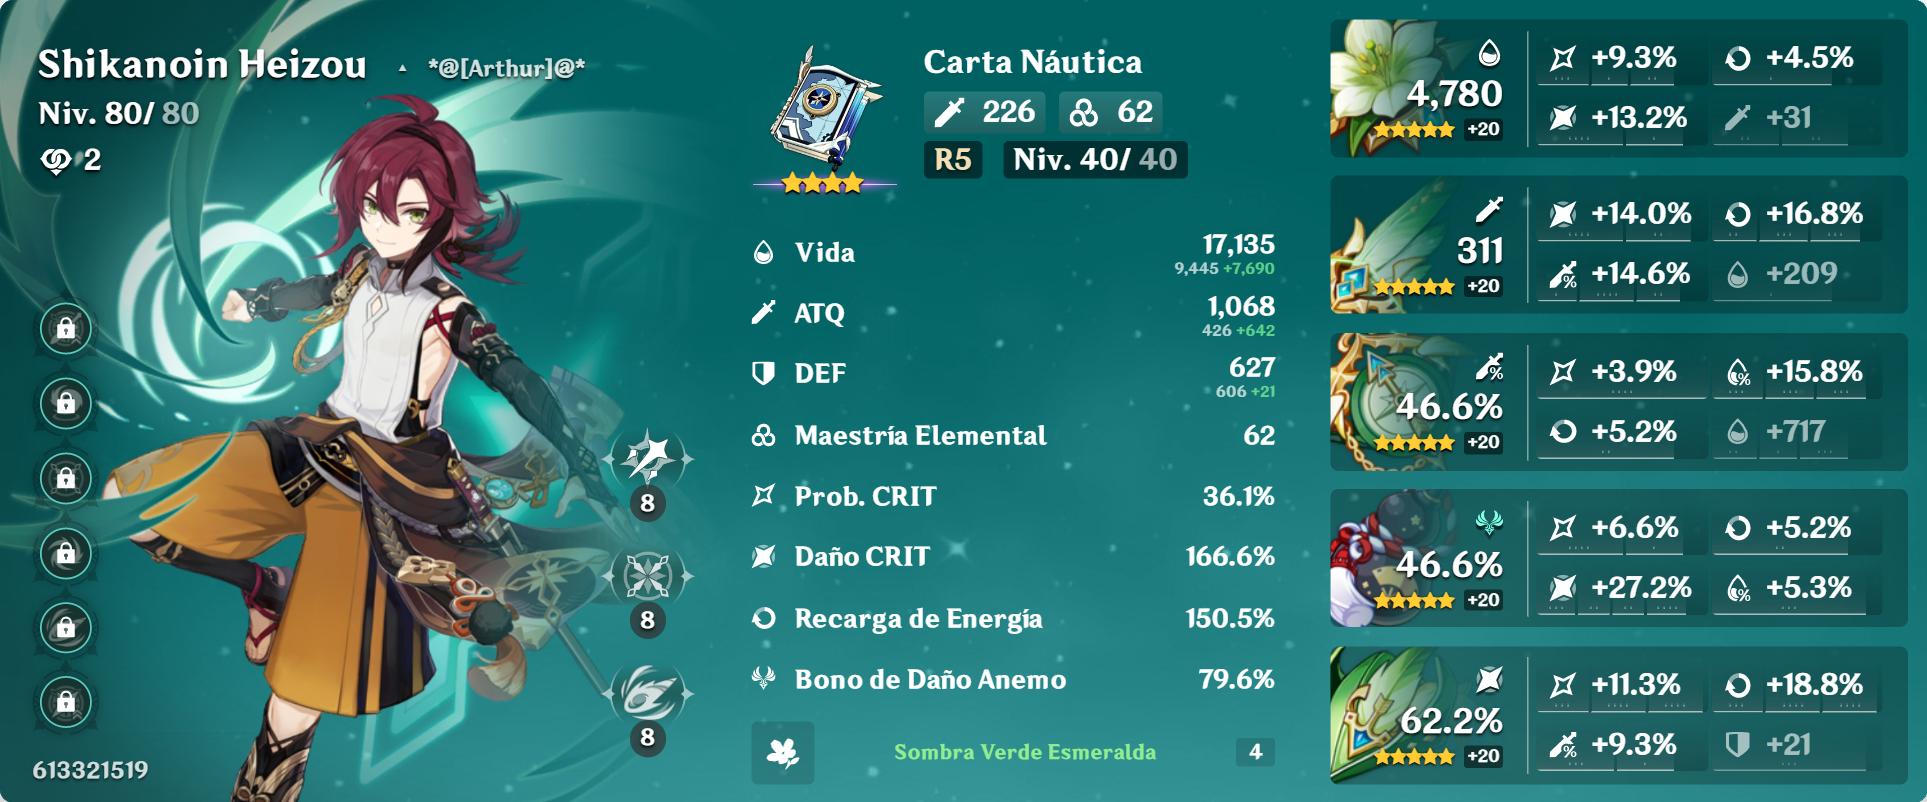 Shikanoin Heizou ▲ *@[Arthur]@*
Niv. 80/ 80
2
8
8
8
613321519
Carta Náutica
226 62
R5 Niv. 40/ 40
Vida 17,135
9,445 +7,690
ATQ 1,068
426 +642
DEF 627
606 +21
Maestría Elemental 62
Prob. CRIT 36.1%
Daño CRIT 166.6%
Recarga de Energía 150.5%
Bono de Daño Anemo 79.6%
Sombra Verde Esmeralda 4
4,780
+20
+9.3% +4.5%
+13.2% +31
311
+20
+14.0% +16.8%
+14.6% +209
46.6%
+20
+3.9% +15.8%
+5.2% +717
46.6%
+20
+6.6% +5.2%
+27.2% +5.3%
62.2%
+20
+11.3% +18.8%
+9.3% +21